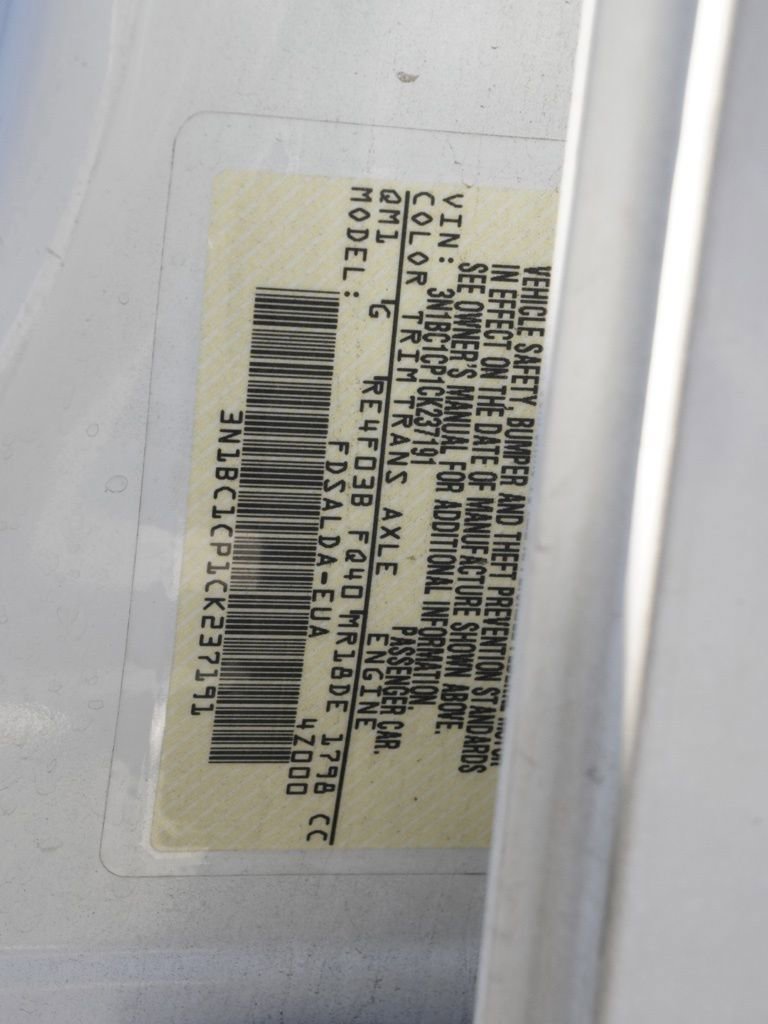 VEHICLE SAFETY, BUMPER AND THEFT PREVENTION STANDARDS
IN EFFECT ON THE DATE OF MANUFACTURE SHOWN ABOVE.
SEE OWNER'S MANUAL FOR ADDITIONAL INFORMATION.
VIN: 3N1BC1CP1CK237191 PASSENGER CAR.
COLOR TRIM TRANS AXLE ENGINE
QM1 G RE4F03B FQ40 MR18DE 1798 CC
MODEL: FDSALDA-EUA 4Z000
3N1BC1CP1CK237191